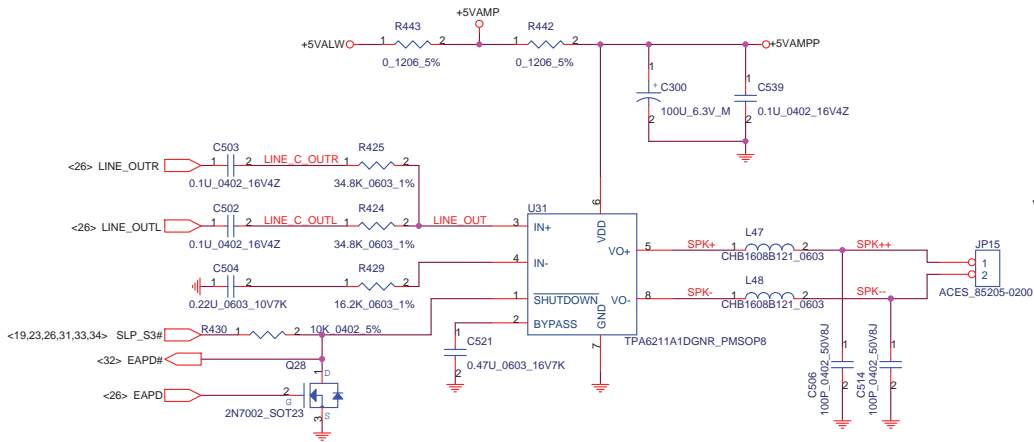 +5VAMP
R443
R442
+5VALW
1
2
1
2
+5VAMPP
0_1206_5%
0_1206_5%
1
1
+
C300
C539
100U_6.3V_M
0.1U_0402_16V4Z
2
2
C503
LINE_C_OUTR
R425
<26> LINE_OUTR
1
2
1
2
0.1U_0402_16V4Z
34.8K_0603_1%
C502
LINE_C_OUTL
R424
LINE_OUT
U31
<26> LINE_OUTL
1
2
1
2
3
IN+
VDD
6
0.1U_0402_16V4Z
34.8K_0603_1%
VO+
5
SPK+
1
L47
2
SPK++
JP15
CHB1608B121_0603
1
2
ACES_85205-0200
C504
R429
4
IN-
1
2
1
2
0.22U_0603_10V7K
16.2K_0603_1%
1
SHUTDOWN
VO-
8
SPK-
1
L48
2
SPK--
CHB1608B121_0603
<19,23,26,31,33,34> SLP_S3#
R430
1
2
10K_0402_5%
2
BYPASS
GND
7
TPA6211A1DGNR_PMSOP8
<32> EAPD#
1
C521
0.47U_0603_16V7K
2
Q28
1
D
<26> EAPD
2
G
3
S
2N7002_SOT23
1
2
C506
100P_0402_50V8J
1
2
C514
100P_0402_50V8J